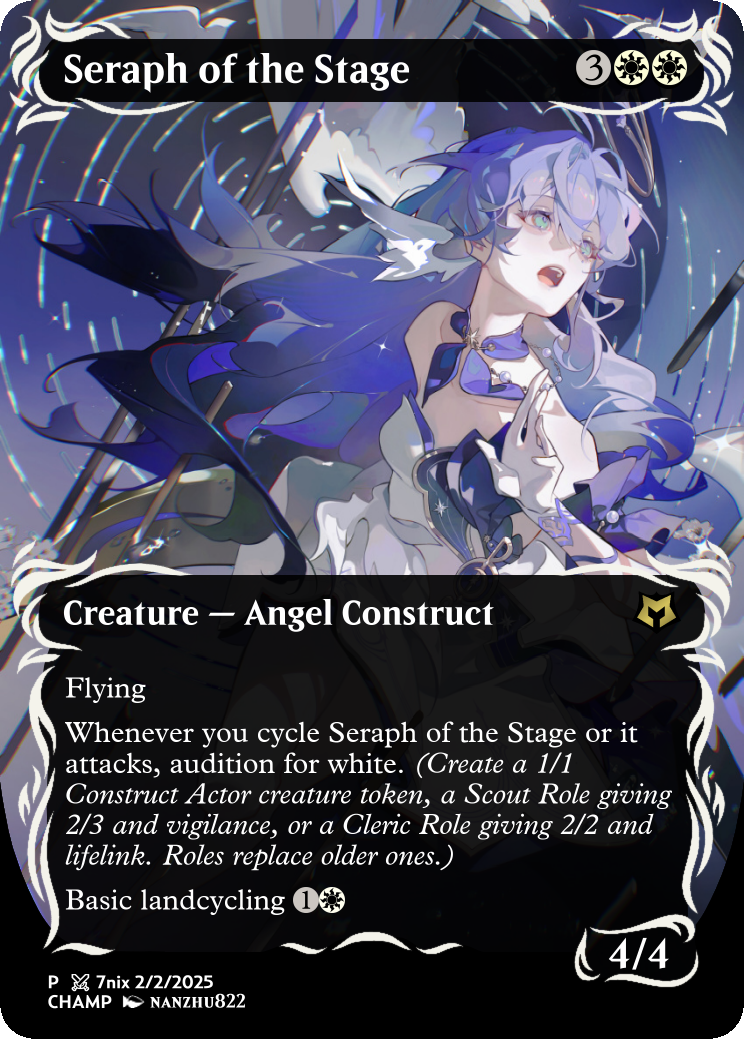 Seraph of the Stage 3
Creature — Angel Construct
Flying
Whenever you cycle Seraph of the Stage or it
attacks, audition for white. (Create a 1/1
Construct Actor creature token, a Scout Role giving
2/3 and vigilance, or a Cleric Role giving 2/2 and
lifelink. Roles replace older ones.)
Basic landcycling 1
4/4
P 7nix 2/2/2025
CHAMP NANZHU822